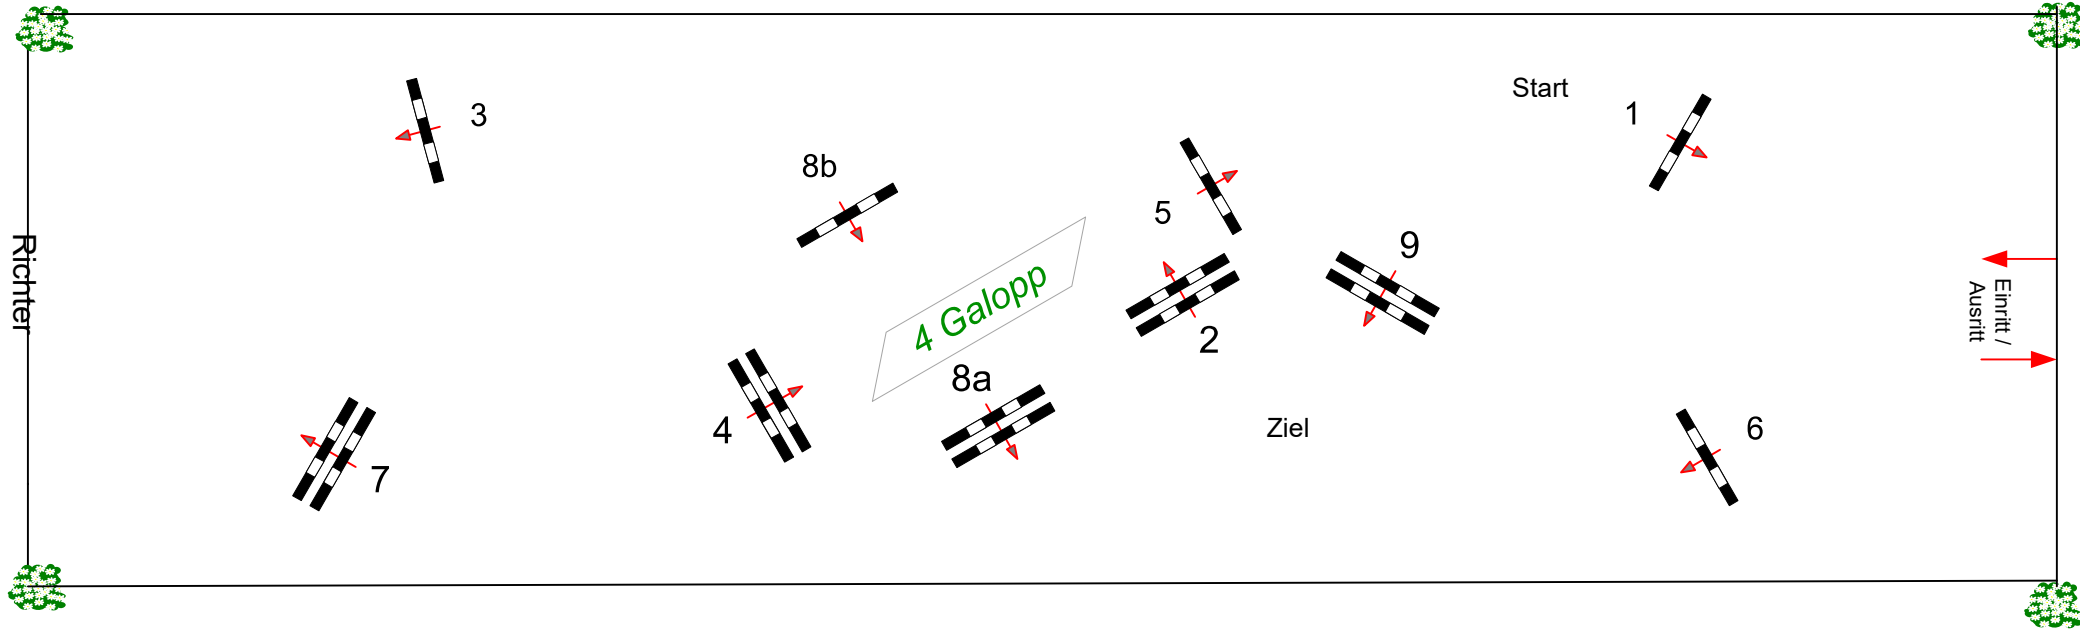 Start
1
3
8b
5
9
Richter
4 Galopp
Einritt /
Ausritt
2
8a
4
Ziel
6
7